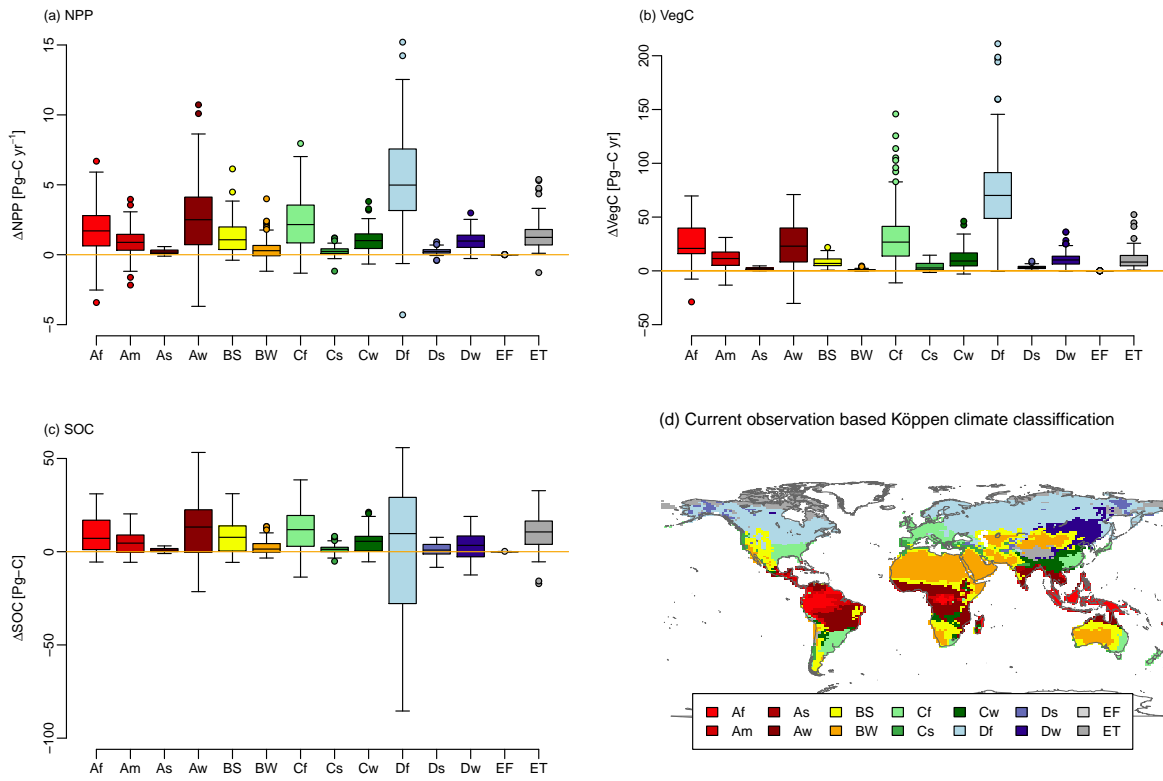 (a) NPP
ΔNPP [Pg−C yr⁻¹]
15
10
5
0
−5
Af Am As Aw BS BW Cf Cs Cw Df Ds Dw EF ET
(b) VegC
ΔVegC [Pg−C yr]
200
150
100
50
0
−50
Af Am As Aw BS BW Cf Cs Cw Df Ds Dw EF ET
(c) SOC
ΔSOC [Pg−C]
50
0
−50
−100
Af Am As Aw BS BW Cf Cs Cw Df Ds Dw EF ET
(d) Current observation based Köppen climate classiffication
Af As BS Cf Cw Ds EF
Am Aw BW Cs Df Dw ET